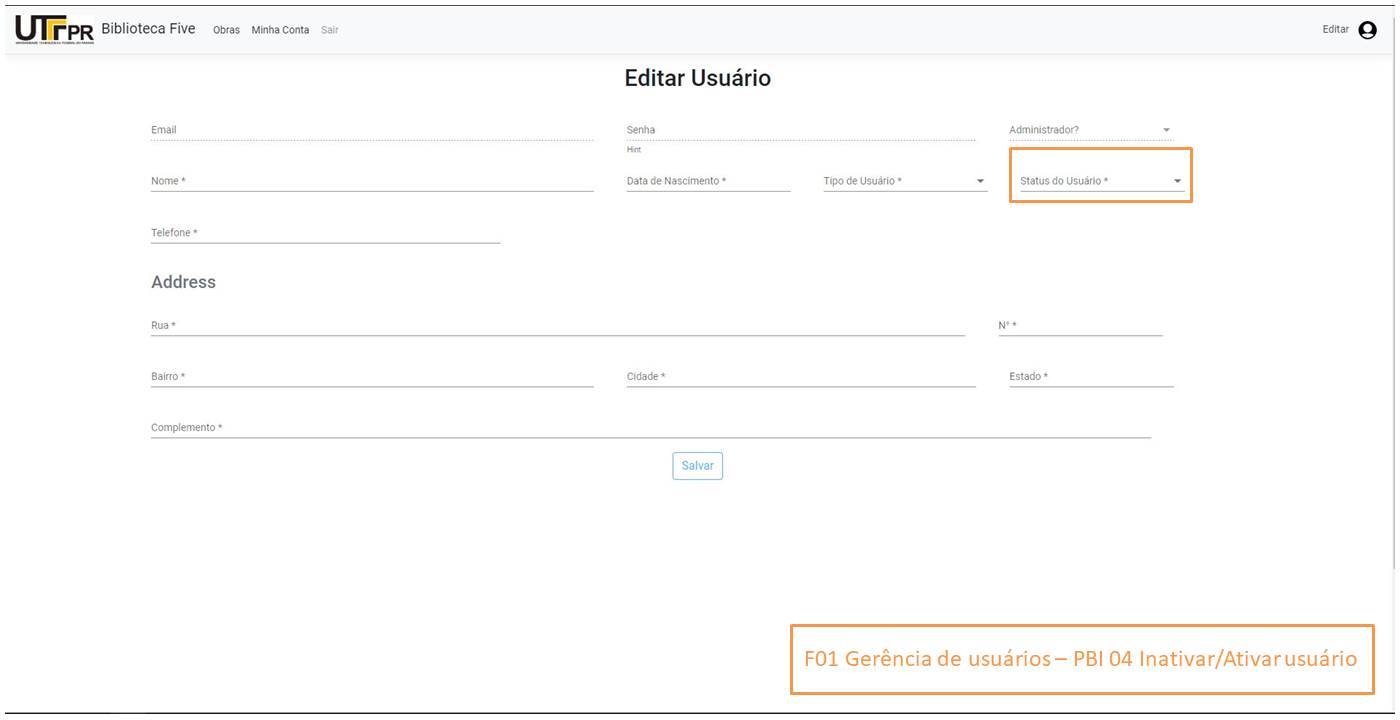 UTFPR Biblioteca Five Obras Minha Conta Sair Editar
Editar Usuário
Email Senha Administrador?
Hint
Nome * Data de Nascimento * Tipo de Usuário * Status do Usuário *
Telefone *
Address
Rua * N° *
Bairro * Cidade * Estado *
Complemento *
Salvar
F01 Gerência de usuários – PBI 04 Inativar/Ativar usuário